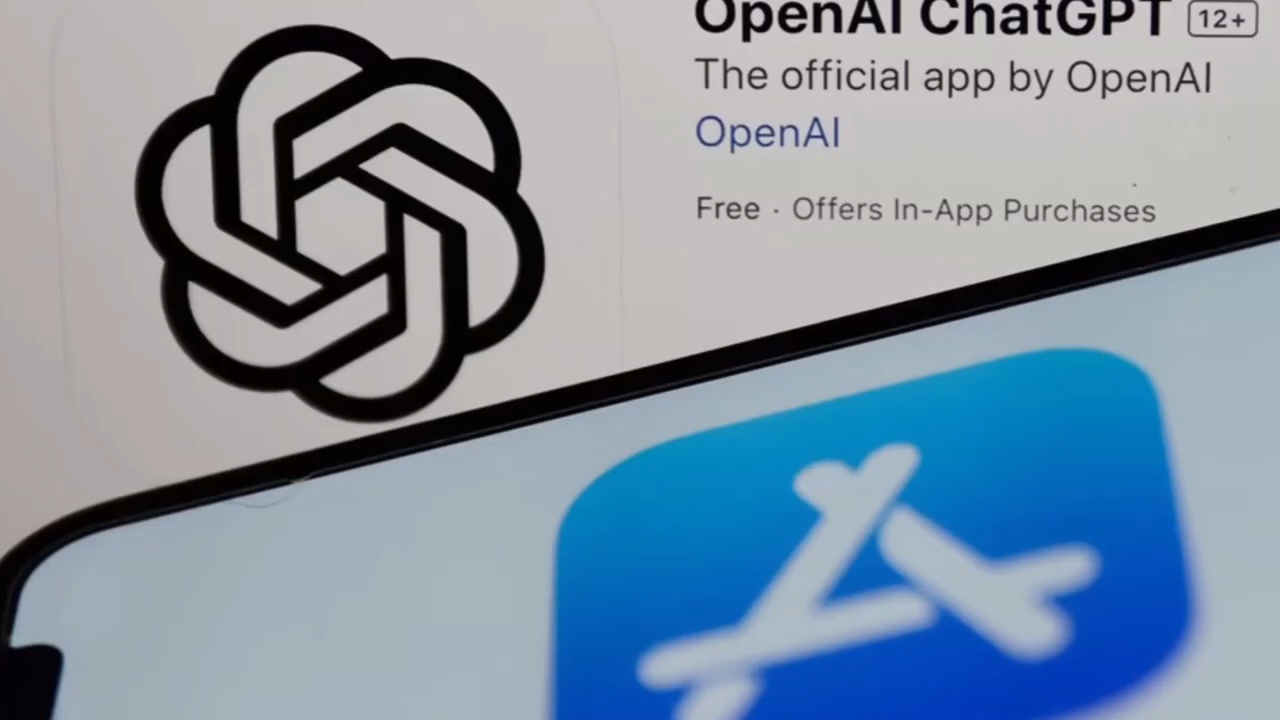 OpenAI ChatGPT 12+
The official app by OpenAI
OpenAI
Free · Offers In-App Purchases